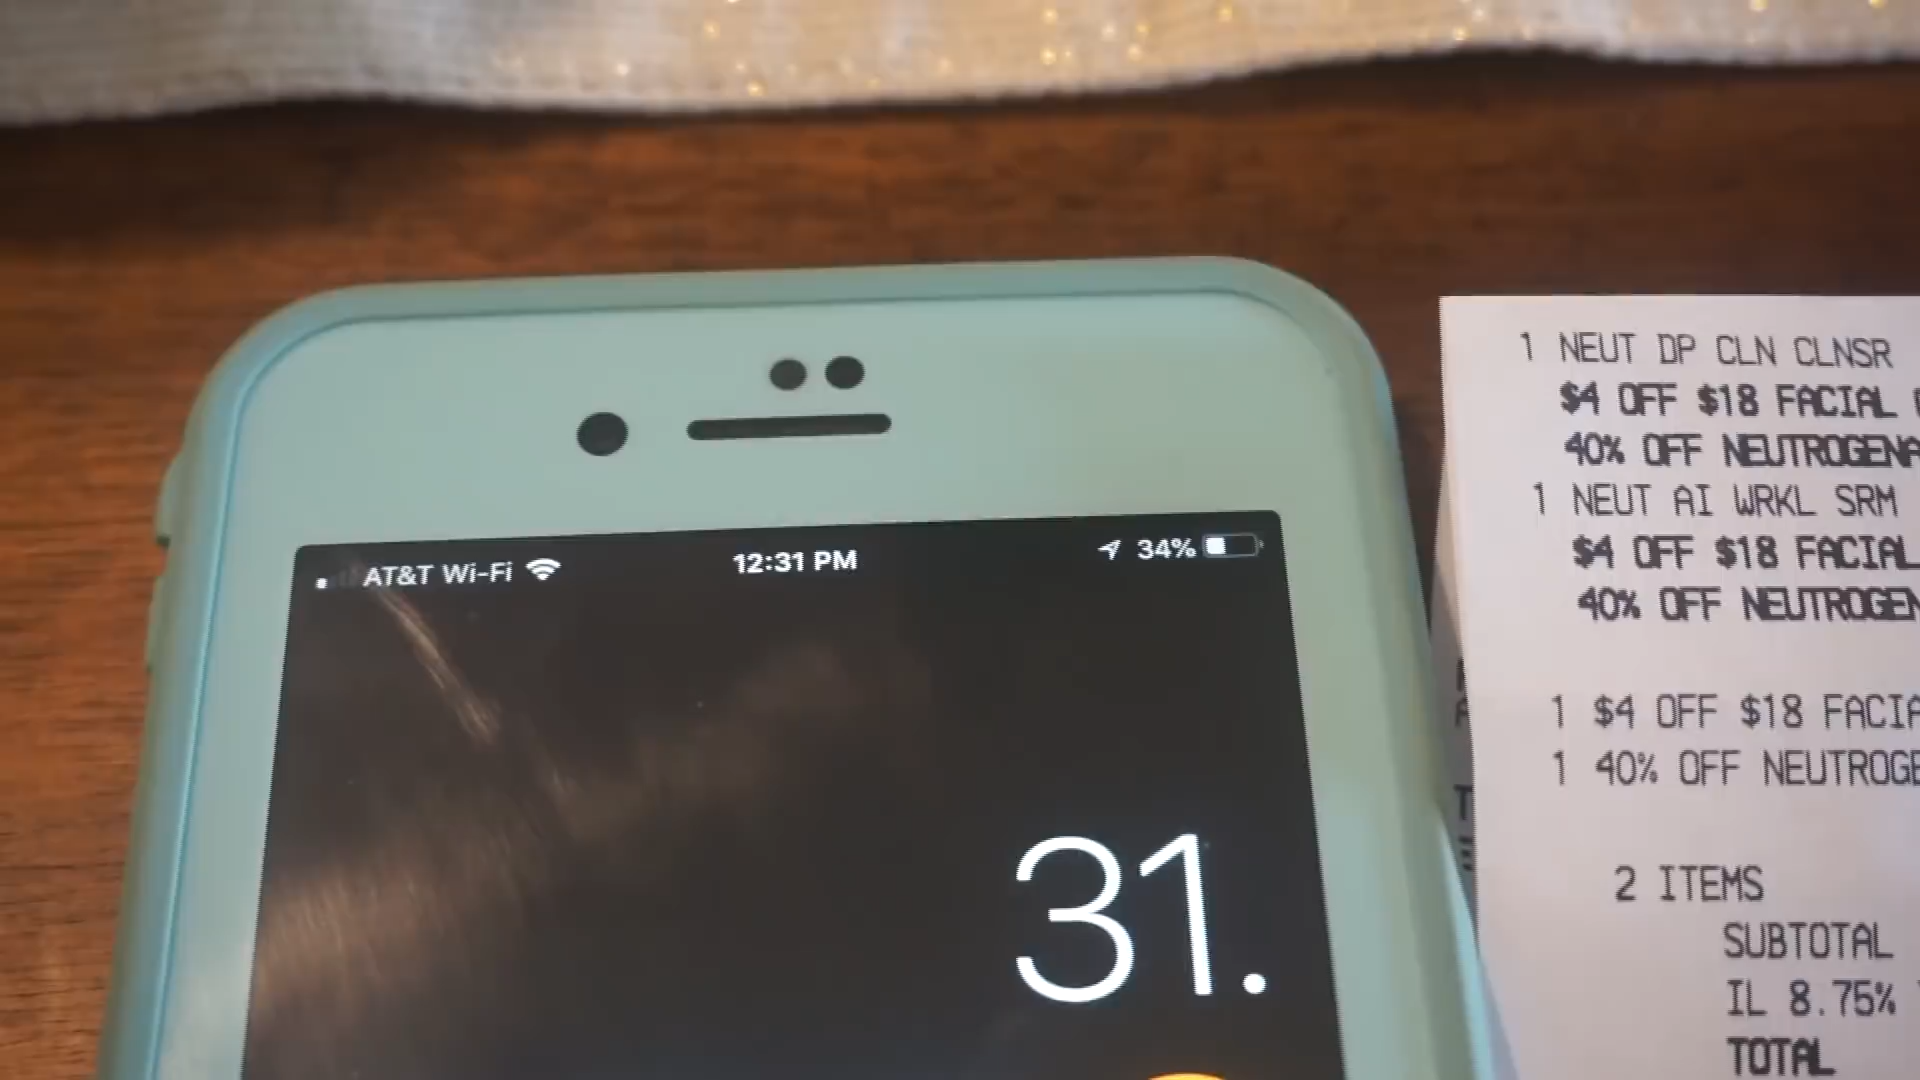 AT&T Wi-Fi 12:31 PM 34%
31.
1 NEUT DP CLN CLNSR
$4 OFF $18 FACIAL
40% OFF NEUTROGENA
1 NEUT AI WRKL SRM
$4 OFF $18 FACIAL
40% OFF NEUTROGEN
1 $4 OFF $18 FACIA
1 40% OFF NEUTROGE
2 ITEMS
SUBTOTAL
IL 8.75%
TOTAL